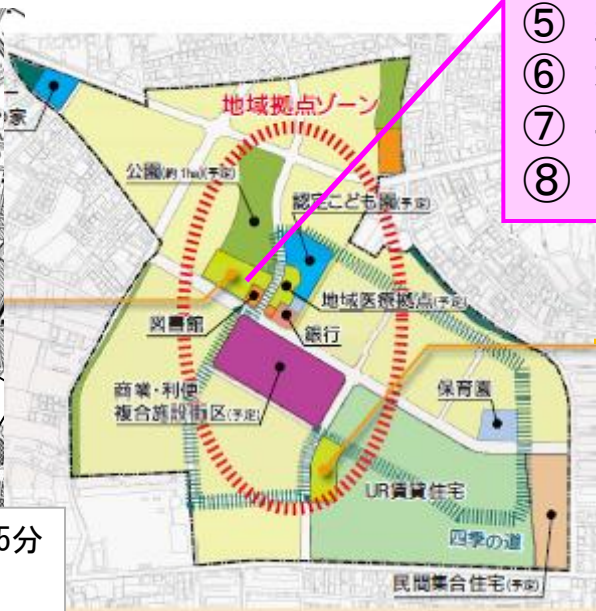 ⑤
⑥
⑦
⑧
家
地域拠点ゾーン
公園(約1ha)(予定)
認定こども園(予定)
地域医療拠点(予定)
図書館
銀行
商業・利便
複合施設街区(予定)
保育園
UR賃貸住宅
四季の道
5分
民間集合住宅(予定)